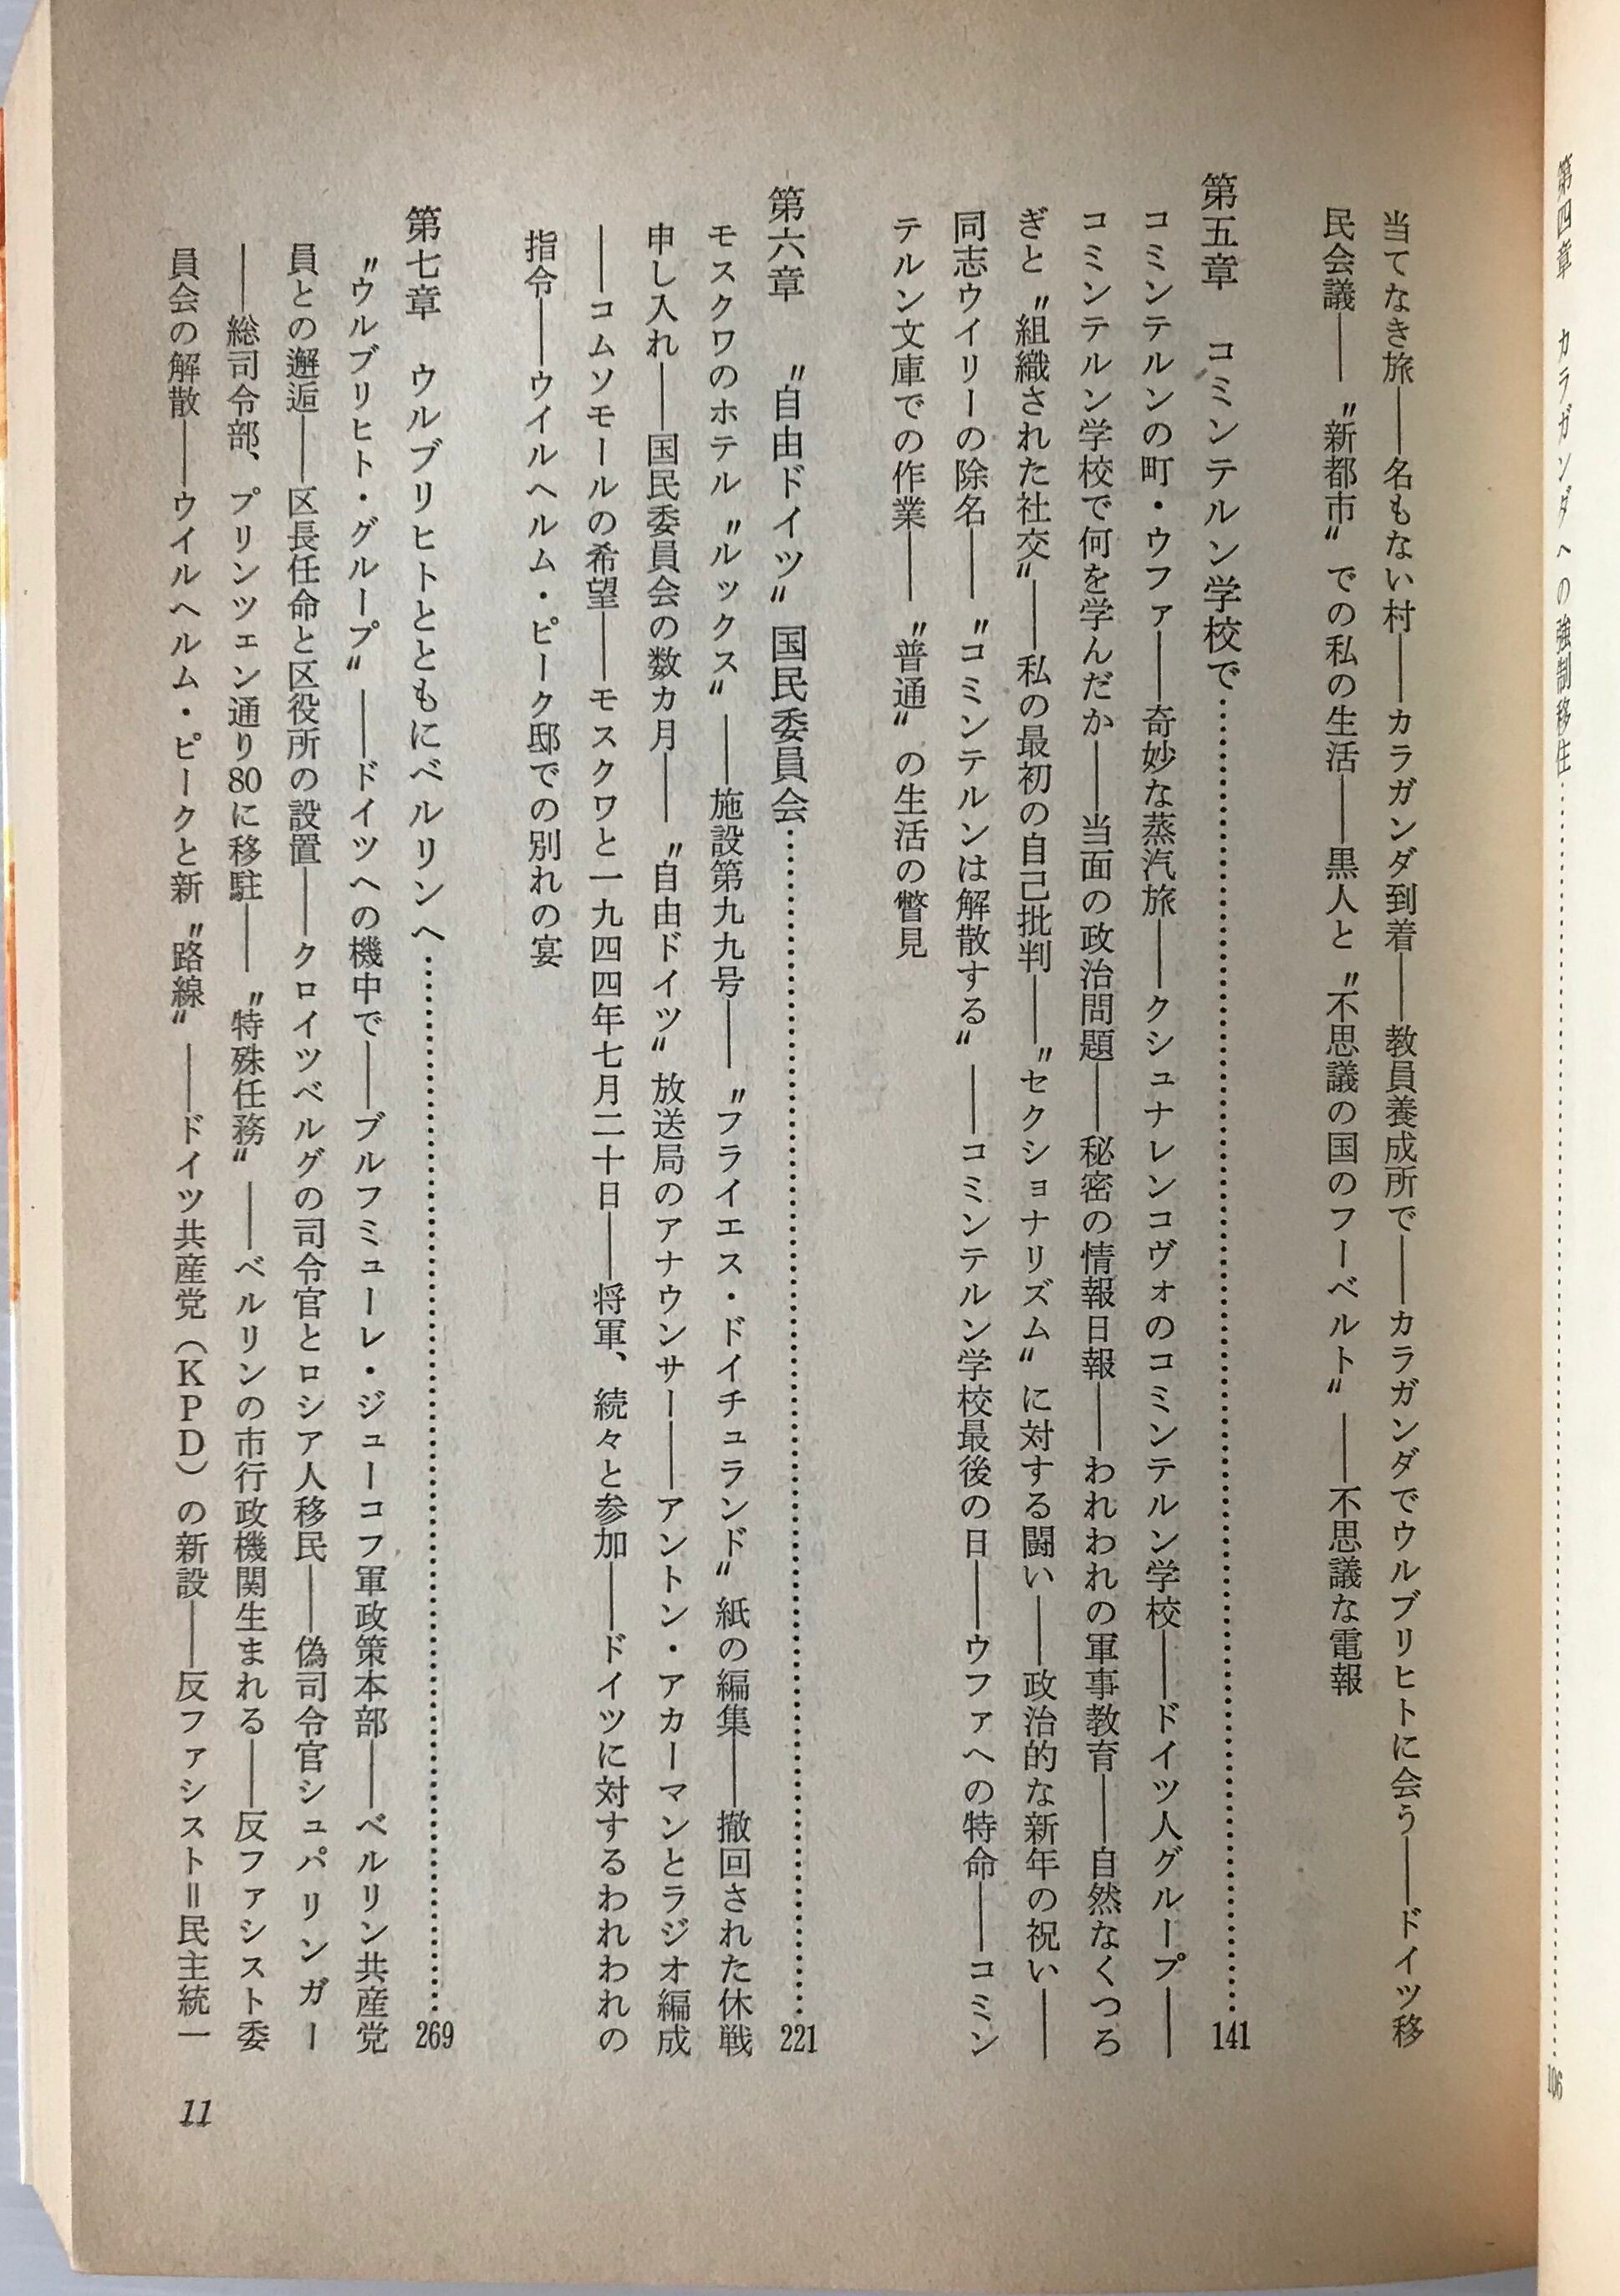 第四章　カラガンダへの強制移住……………106
当てなき旅――名もない村――カラガンダ到着――教員養成所で――カラガンダでウルブリヒトに会う――ドイツ移
民会議――〝新都市〟での私の生活――黒人と〝不思議の国のフーベルト〟――不思議な電報
第五章　コミンテルン学校で……………141
コミンテルンの町・ウファ――奇妙な蒸汽旅――クシュナレンコヴォのコミンテルン学校――ドイツ人グループ――
コミンテルン学校で何を学んだか――当面の政治問題――秘密の情報日報――われわれの軍事教育――自然なくつろ
ぎと〝組織された社交〟――私の最初の自己批判――〝セクショナリズム〟に対する闘い――政治的な新年の祝い――
同志ウイリーの除名――〝コミンテルンは解散する〟――コミンテルン学校最後の日――ウファへの特命――コミン
テルン文庫での作業――〝普通〟の生活の瞥見
第六章　〝自由ドイツ〟国民委員会……………221
モスクワのホテル〝ルックス〟――施設第九九号――〝フライエス・ドイチュランド〟紙の編集――撤回された休戦
申し入れ――国民委員会の数カ月――〝自由ドイツ〟放送局のアナウンサー――アントン・アカーマンとラジオ編成
――コムソモールの希望――モスクワと一九四四年七月二十日――将軍、続々と参加――ドイツに対するわれわれの
指令――ウイルヘルム・ピーク邸での別れの宴
第七章　ウルブリヒトとともにベルリンへ……………269
〝ウルブリヒト・グループ〟――ドイツへの機中で――ブルフミューレ・ジューコフ軍政策本部――ベルリン共産党
員との邂逅――区長任命と区役所の設置――クロイツベルグの司令官とロシア人移民――偽司令官シュパリンガー
――総司令部、プリンツェン通り80に移駐――〝特殊任務〟――ベルリンの市行政機関生まれる――反ファシスト委
員会の解散――ウイルヘルム・ピークと新〝路線〟――ドイツ共産党（ＫＰＤ）の新設――反ファシスト＝民主統一
11